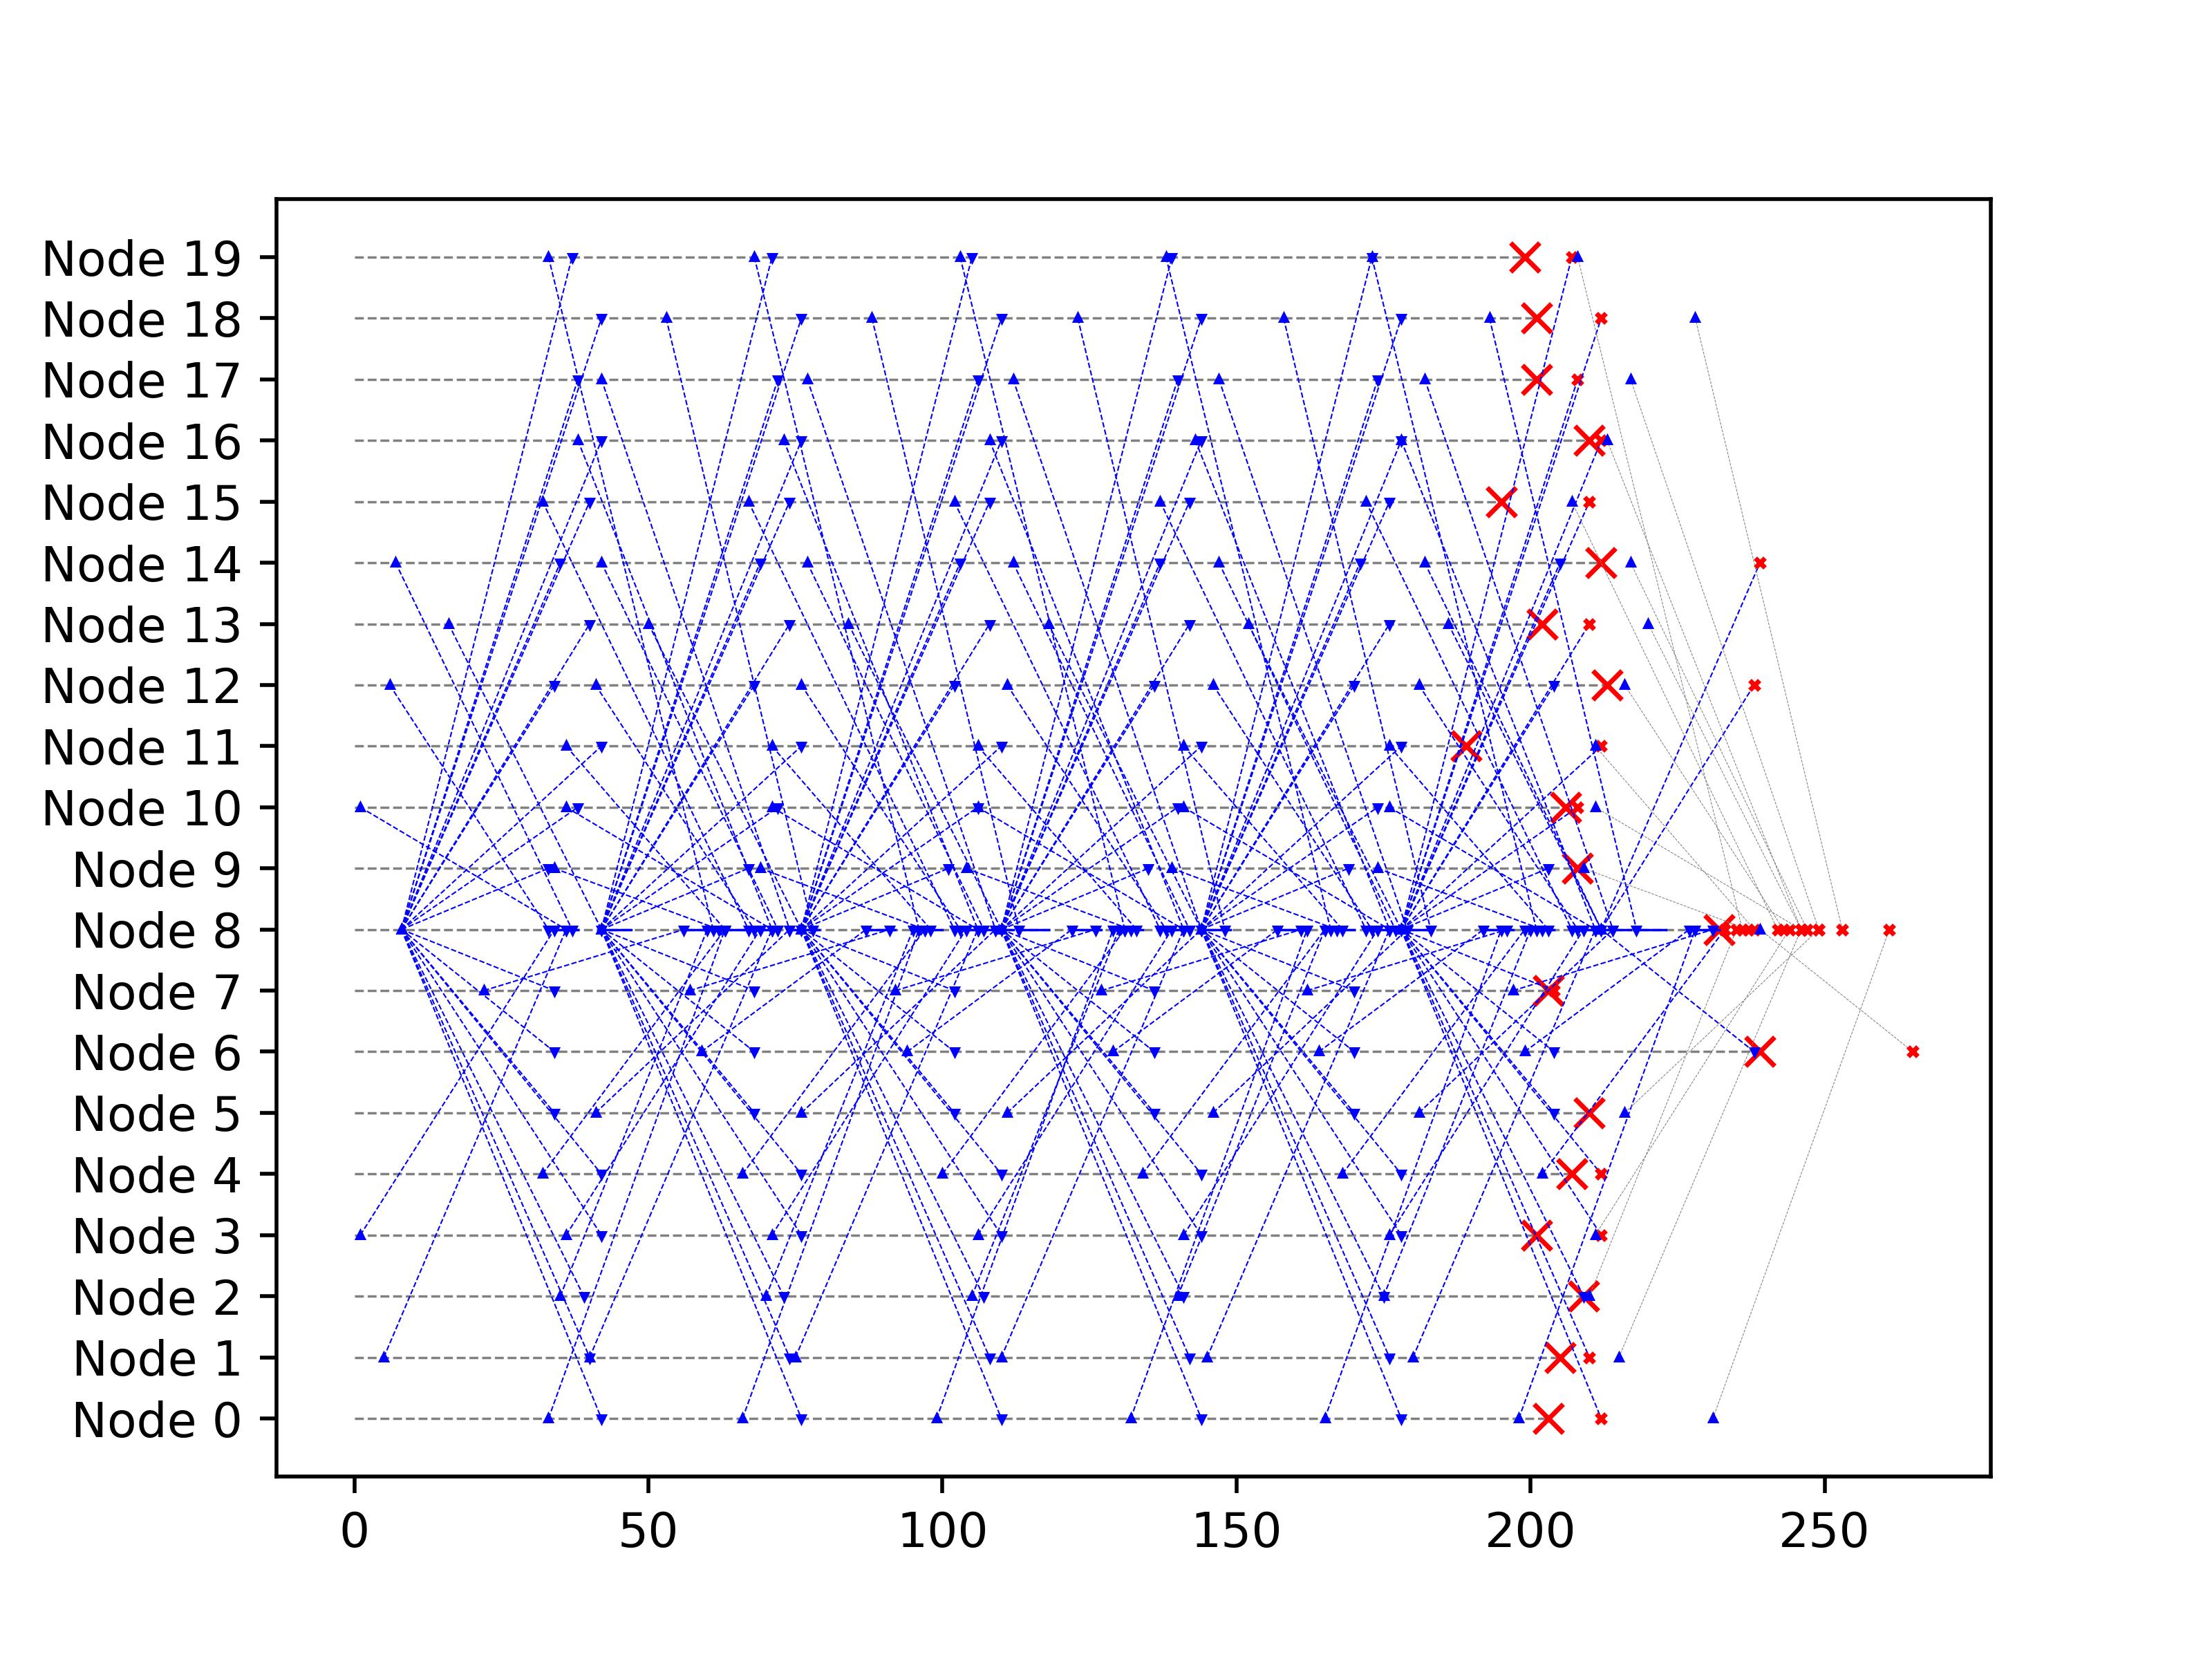 Node 19
Node 18
Node 17
Node 16
Node 15
Node 14
Node 13
Node 12
Node 11
Node 10
Node 9
Node 8
Node 7
Node 6
Node 5
Node 4
Node 3
Node 2
Node 1
Node 0
0 50 100 150 200 250